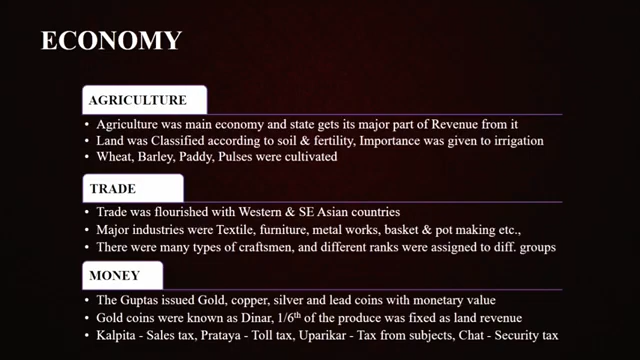 ECONOMY
AGRICULTURE
• Agriculture was main economy and state gets its major part of Revenue from it
• Land was Classified according to soil & fertility, Importance was given to irrigation
• Wheat, Barley, Paddy, Pulses were cultivated
TRADE
• Trade was flourished with Western & SE Asian countries
• Major industries were Textile, furniture, metal works, basket & pot making etc.,
• There were many types of craftsmen, and different ranks were assigned to diff. groups
MONEY
• The Guptas issued Gold, copper, silver and lead coins with monetary value
• Gold coins were known as Dinar, 1/6th of the produce was fixed as land revenue
• Kalpita - Sales tax, Prataya - Toll tax, Uparikar - Tax from subjects, Chat - Security tax